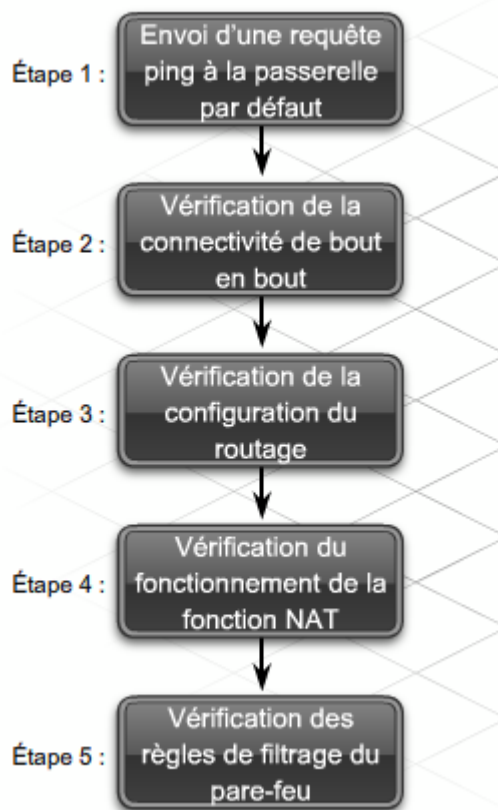 Étape 1 :
Envoi d'une requête
ping à la passerelle
par défaut
Étape 2 :
Vérification de la
connectivité de bout
en bout
Étape 3 :
Vérification de la
configuration du
routage
Étape 4 :
Vérification du
fonctionnement de la
fonction NAT
Étape 5 :
Vérification des
règles de filtrage du
pare-feu